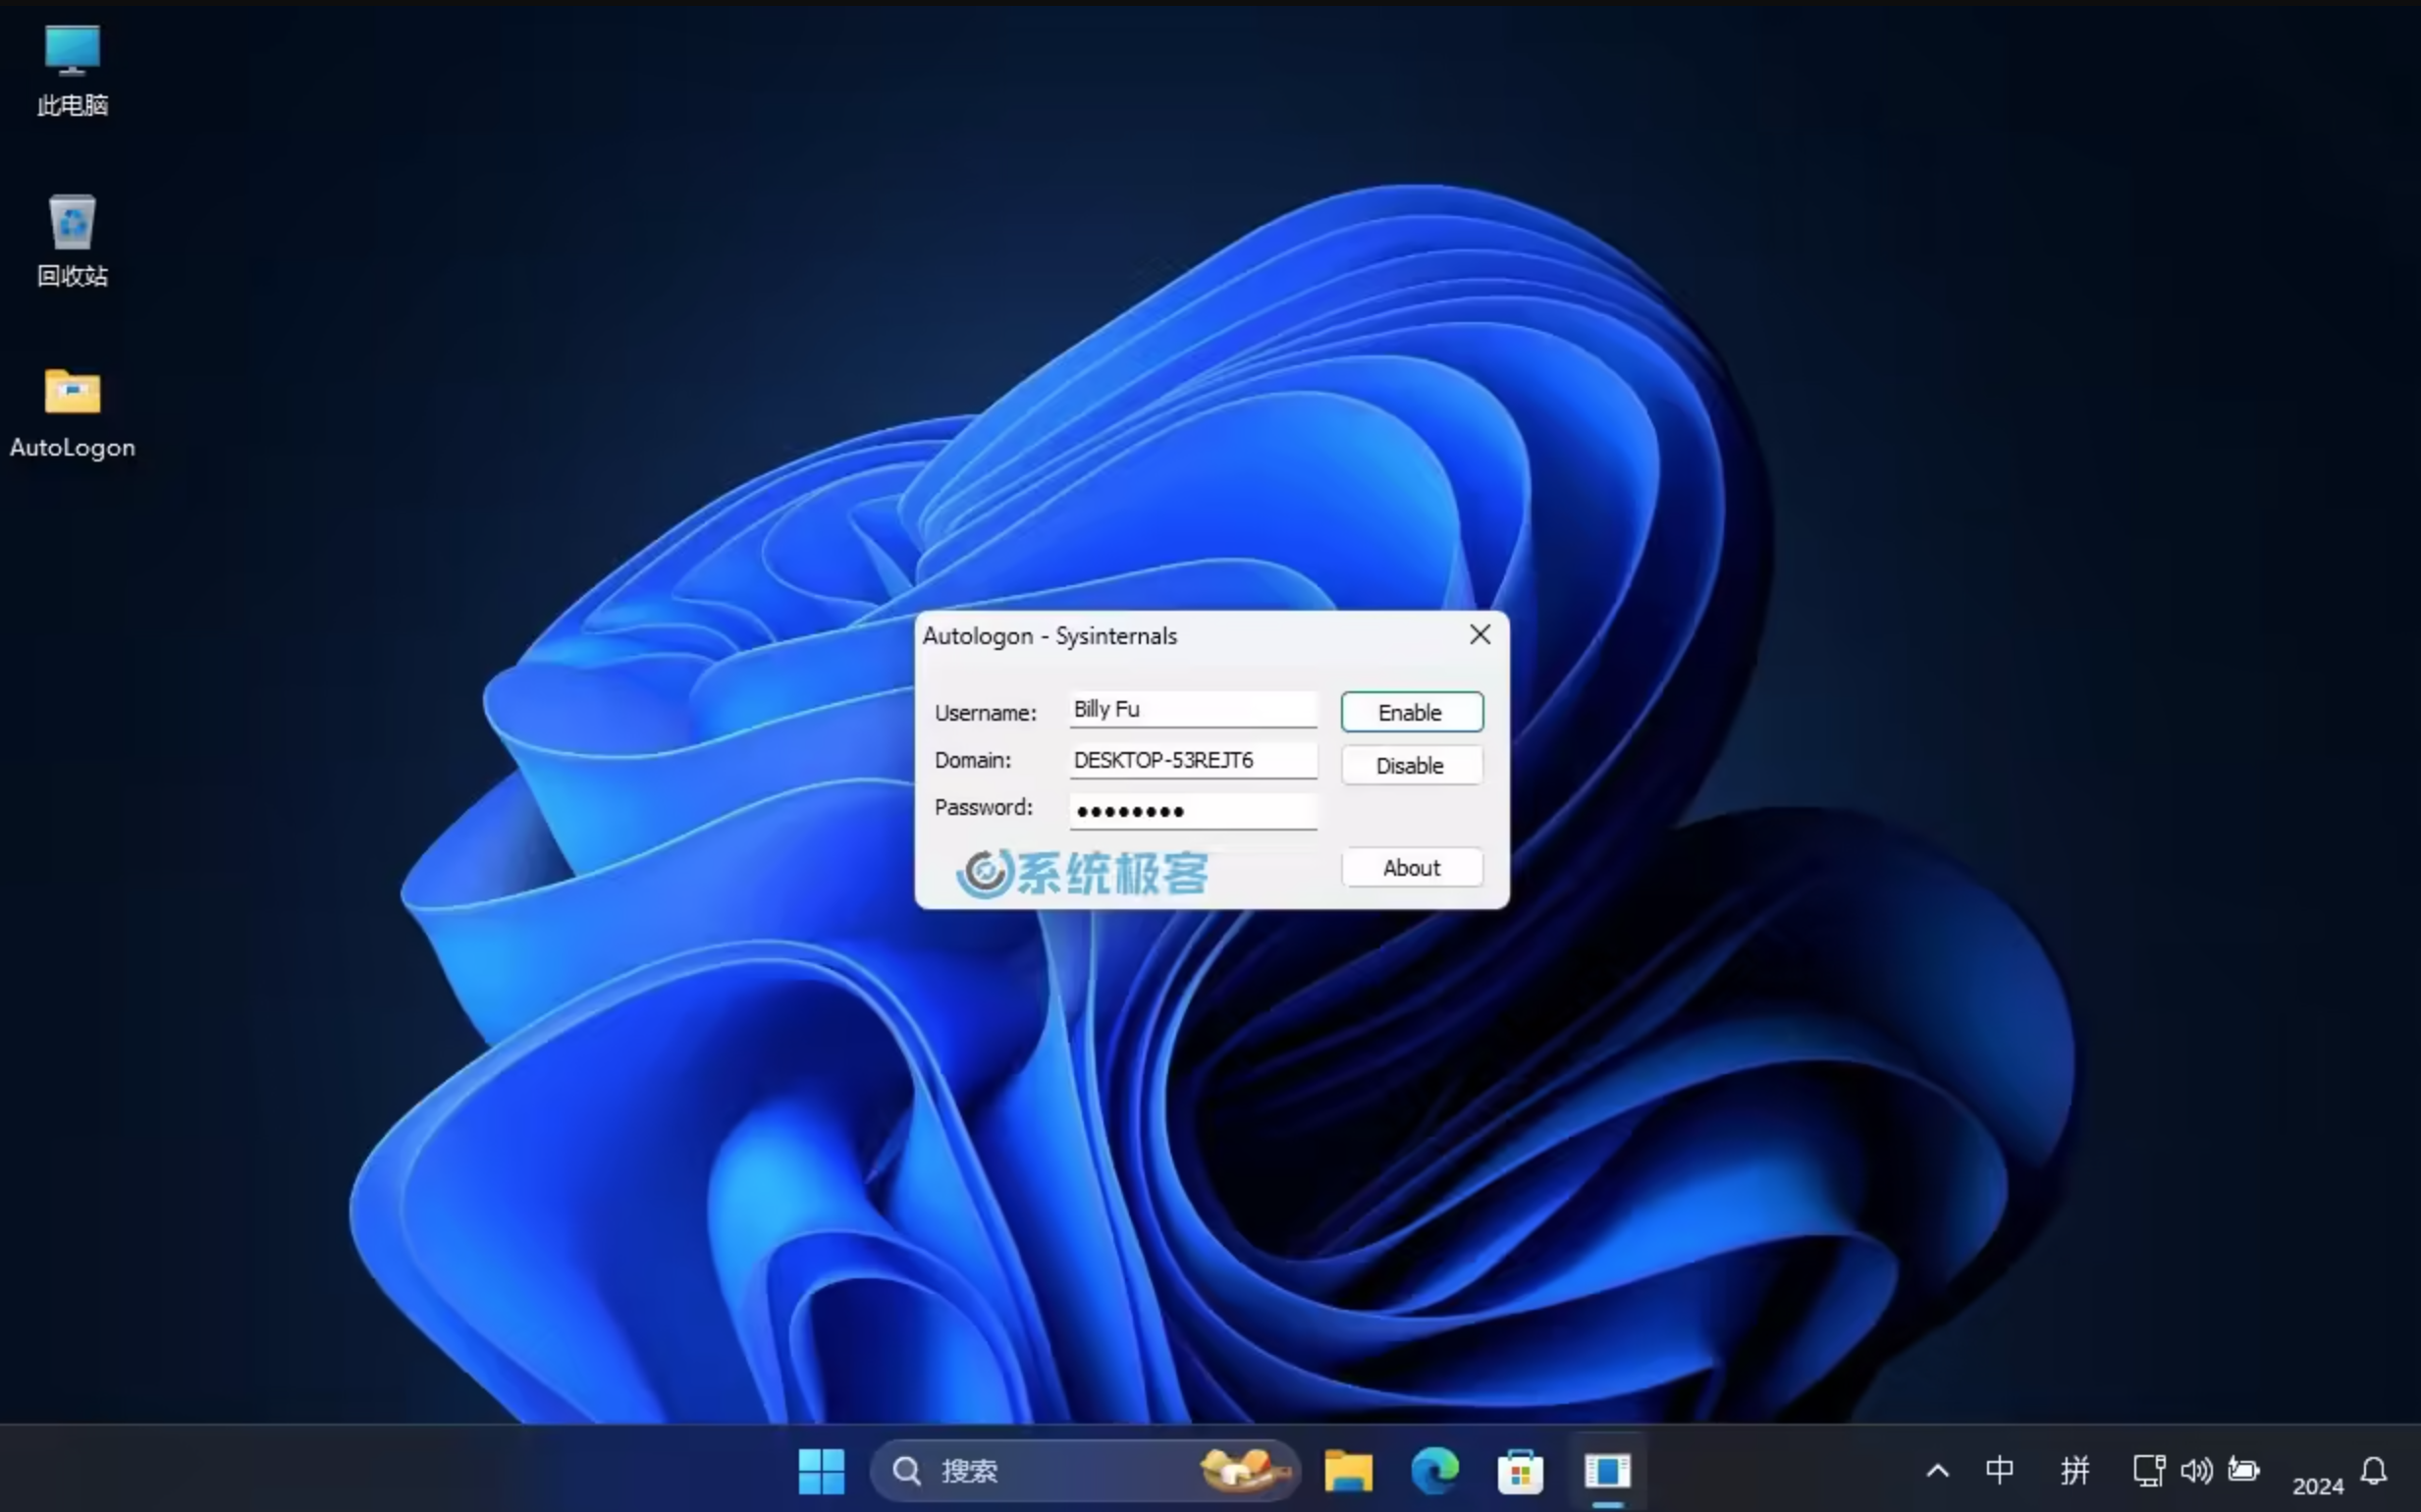 此电脑
回收站
AutoLogon
Autologon - Sysinternals
Username: Billy Fu Enable
Domain: DESKTOP-53REJT6 Disable
Password: ••••••••
系统极客 About
搜索 中 拼 2024